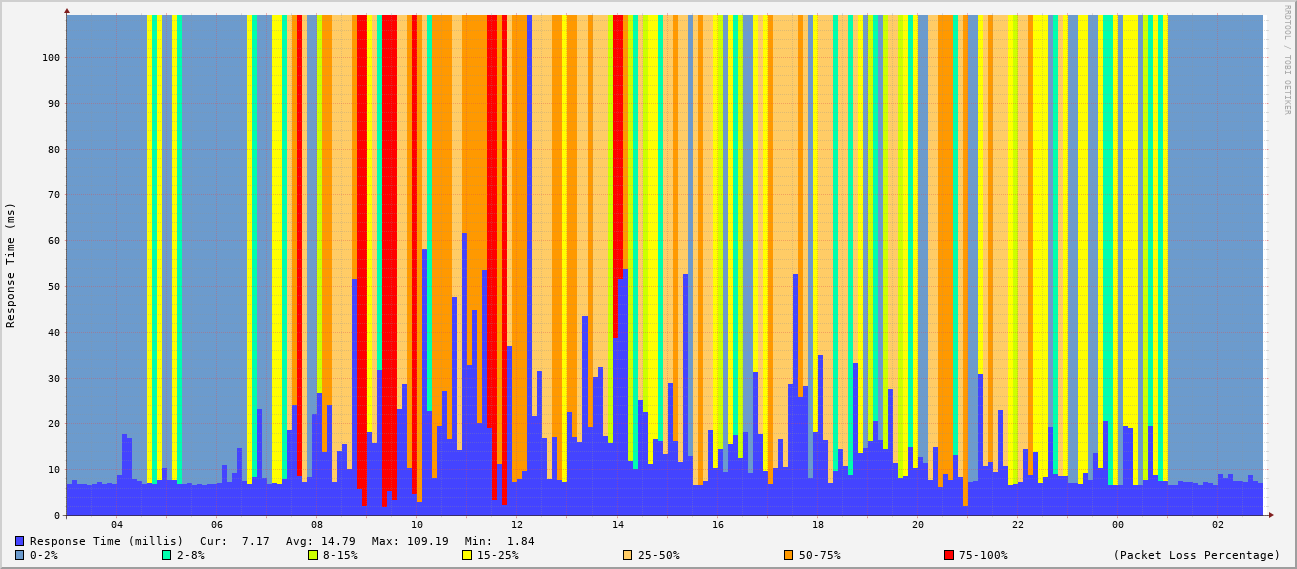 RRDTOOL / TOBI OETIKER
Response Time (ms)
100
90
80
70
60
50
40
30
20
10
0
04 06 08 10 12 14 16 18 20 22 00 02
Response Time (millis) Cur: 7.17 Avg: 14.79 Max: 109.19 Min: 1.84
0-2% 2-8% 8-15% 15-25% 25-50% 50-75% 75-100% (Packet Loss Percentage)